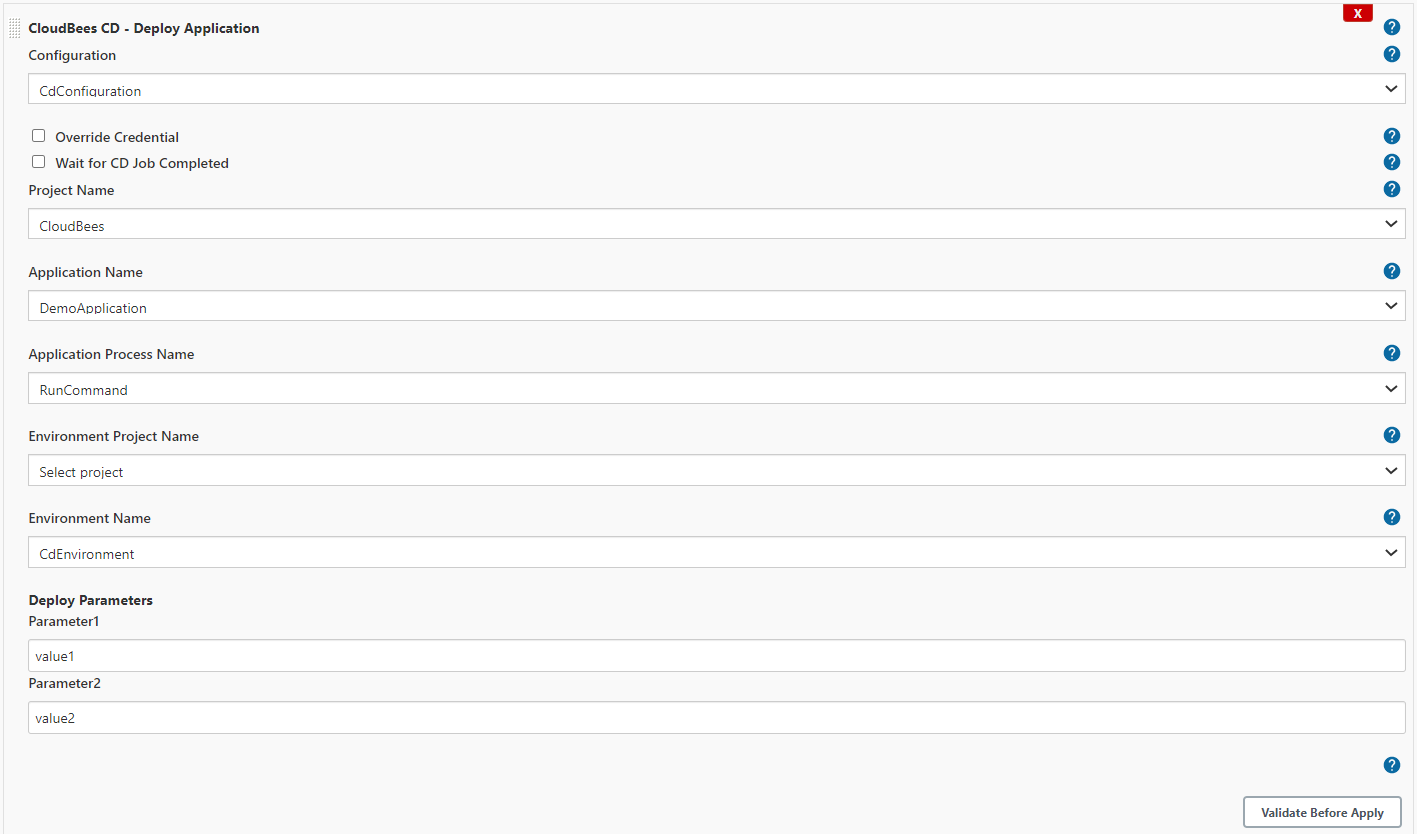 X
CloudBees CD - Deploy Application
?
Configuration
?
CdConfiguration
Override Credential
?
Wait for CD Job Completed
?
Project Name
?
CloudBees
Application Name
?
DemoApplication
Application Process Name
?
RunCommand
Environment Project Name
?
Select project
Environment Name
?
CdEnvironment
Deploy Parameters
Parameter1
value1
Parameter2
value2
?
Validate Before Apply